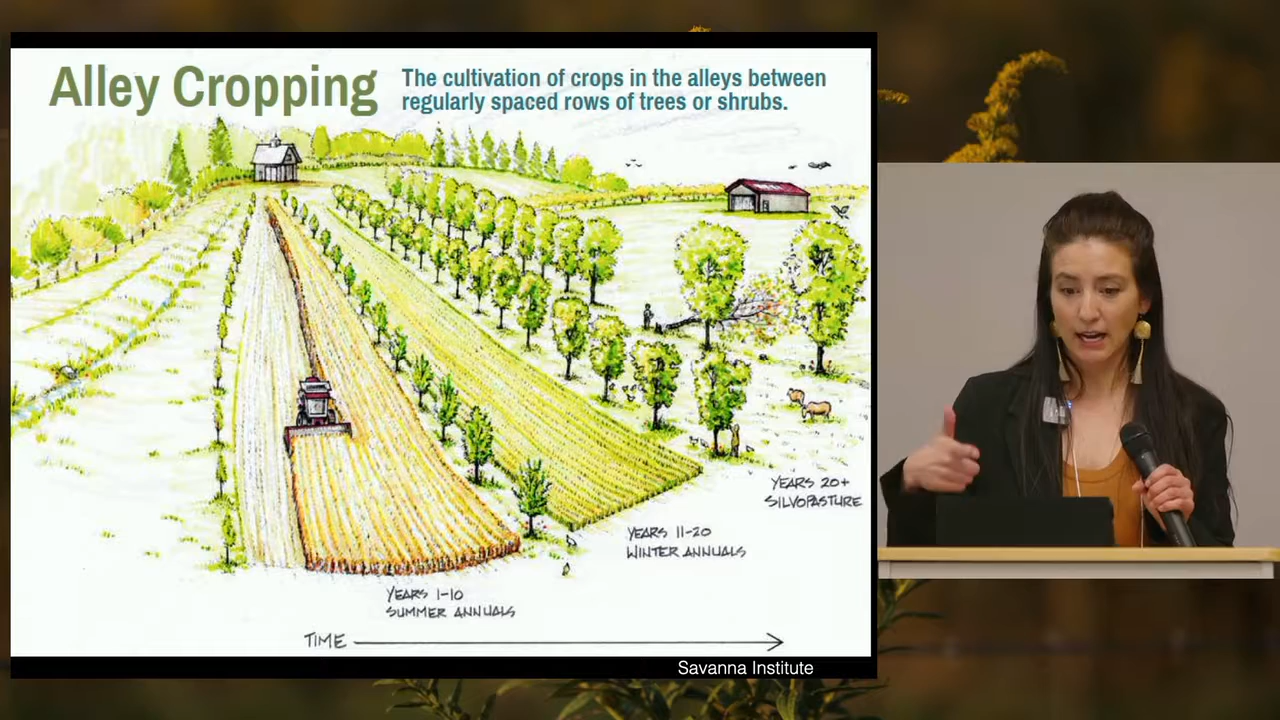 Alley Cropping
The cultivation of crops in the alleys between
regularly spaced rows of trees or shrubs.
YEARS 20+
SILVOPASTURE
YEARS 11-20
WINTER ANNUALS
YEARS 1-10
SUMMER ANNUALS
TIME
Savanna Institute